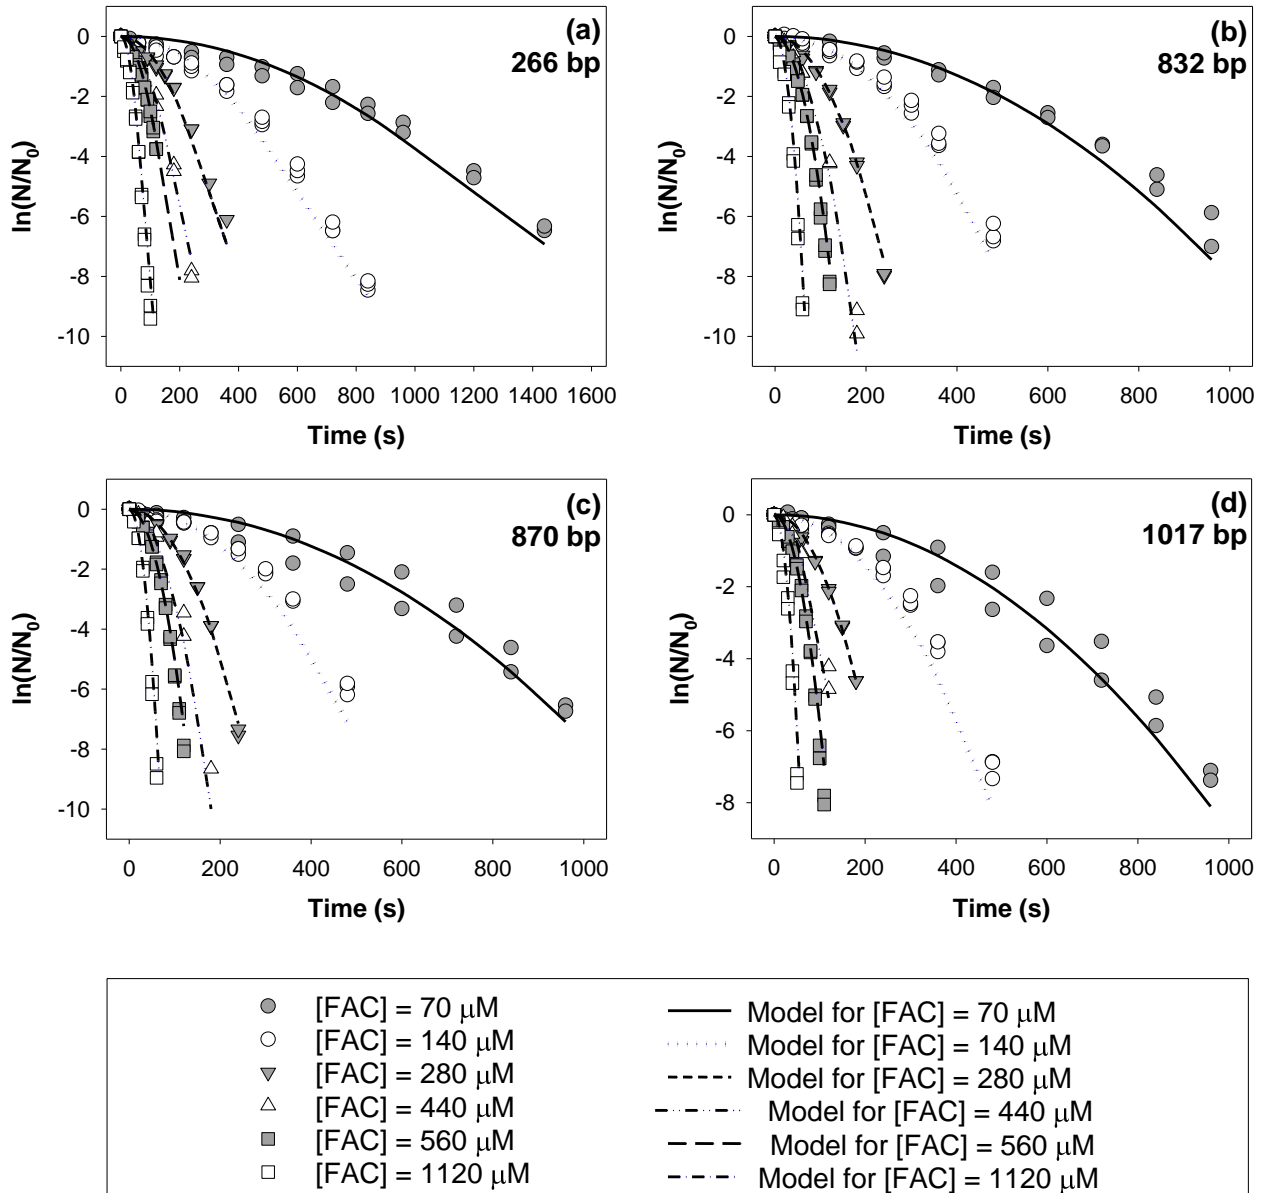 (a)
266 bp
0
-2
-4
-6
-8
-10
ln(N/N₀)
0 200 400 600 800 1000 1200 1400 1600
Time (s)
(b)
832 bp
0
-2
-4
-6
-8
-10
ln(N/N₀)
0 200 400 600 800 1000
Time (s)
(c)
870 bp
0
-2
-4
-6
-8
-10
ln(N/N₀)
0 200 400 600 800 1000
Time (s)
(d)
1017 bp
0
-2
-4
-6
-8
ln(N/N₀)
0 200 400 600 800 1000
Time (s)
[FAC] = 70 μM
[FAC] = 140 μM
[FAC] = 280 μM
[FAC] = 440 μM
[FAC] = 560 μM
[FAC] = 1120 μM
Model for [FAC] = 70 μM
Model for [FAC] = 140 μM
Model for [FAC] = 280 μM
Model for [FAC] = 440 μM
Model for [FAC] = 560 μM
Model for [FAC] = 1120 μM